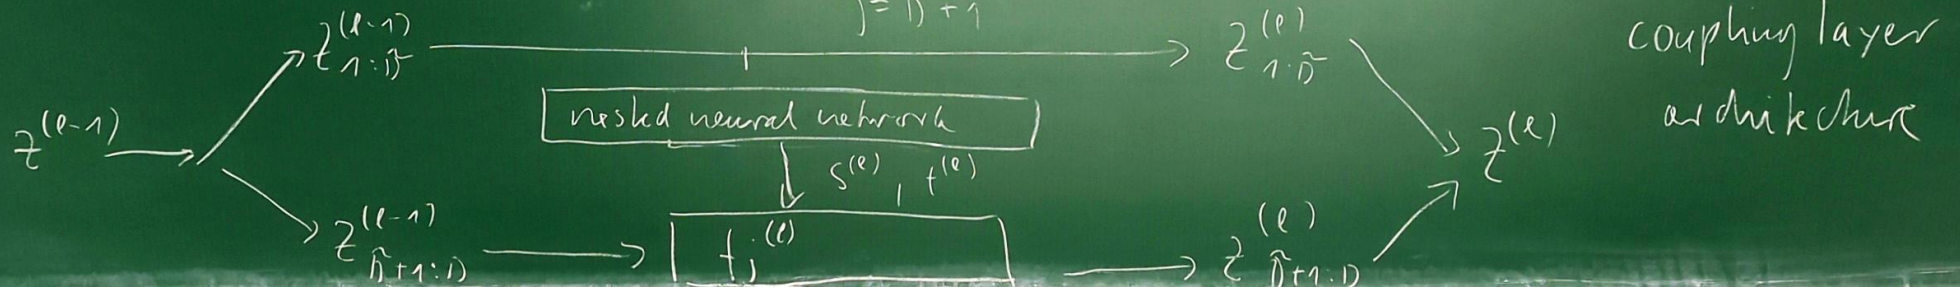 j = D̃ + 1
z^(l-1) → z^(l-1)_1:D̃ → z^(l)_1:D̃
coupling layer
architecture
nested neural network
s^(l), t^(l)
z^(l-1)_D̃+1:D → f_j^(l) → z^(l)_D̃+1:D
z^(l)